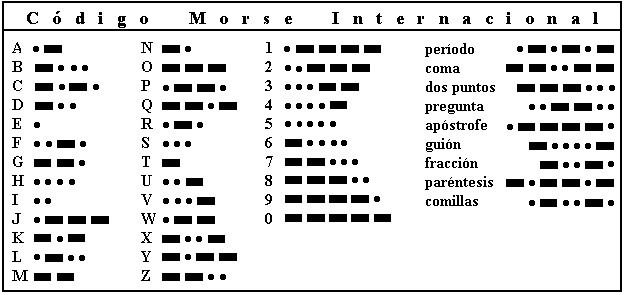 Código Morse Internacional
A N 1 período
B O 2 coma
C P 3 dos puntos
D Q 4 pregunta
E R 5 apóstrofe
F S 6 guión
G T 7 fracción
H U 8 paréntesis
I V 9 comillas
J W 0
K X
L Y
M Z